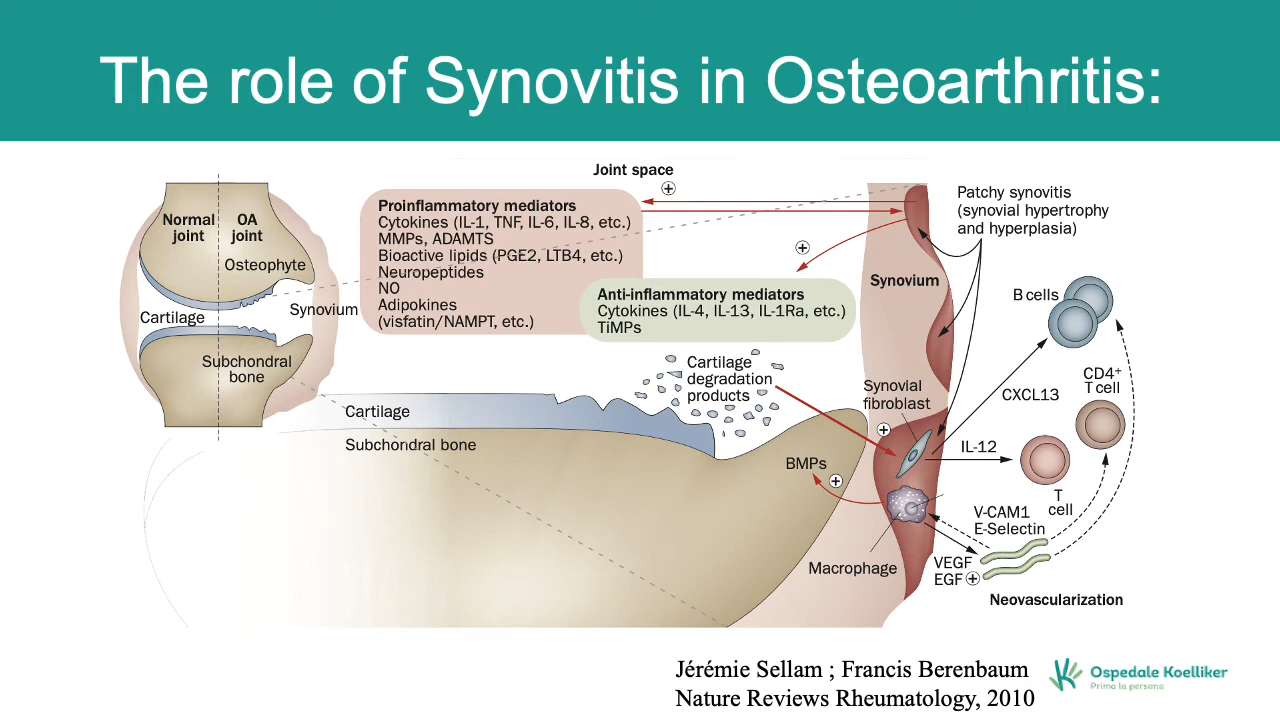 The role of Synovitis in Osteoarthritis:
Joint space
Normal
joint
OA
joint
Osteophyte
Cartilage
Synovium
Subchondral
bone
Proinflammatory mediators
Cytokines (IL-1, TNF, IL-6, IL-8, etc.)
MMPs, ADAMTS
Bioactive lipids (PGE2, LTB4, etc.)
Neuropeptides
NO
Adipokines
(visfatin/NAMPT, etc.)
Anti-inflammatory mediators
Cytokines (IL-4, IL-13, IL-1Ra, etc.)
TiMPs
Patchy synovitis
(synovial hypertrophy
and hyperplasia)
Synovium
B cells
Cartilage
degradation
products
Synovial
fibroblast
CXCL13
CD4+
T cell
Cartilage
Subchondral bone
BMPs
IL-12
T
cell
V-CAM1
E-Selectin
Macrophage
VEGF
EGF
Neovascularization
Jérémie Sellam ; Francis Berenbaum
Nature Reviews Rheumatology, 2010
Ospedale Koelliker
Prima la persona